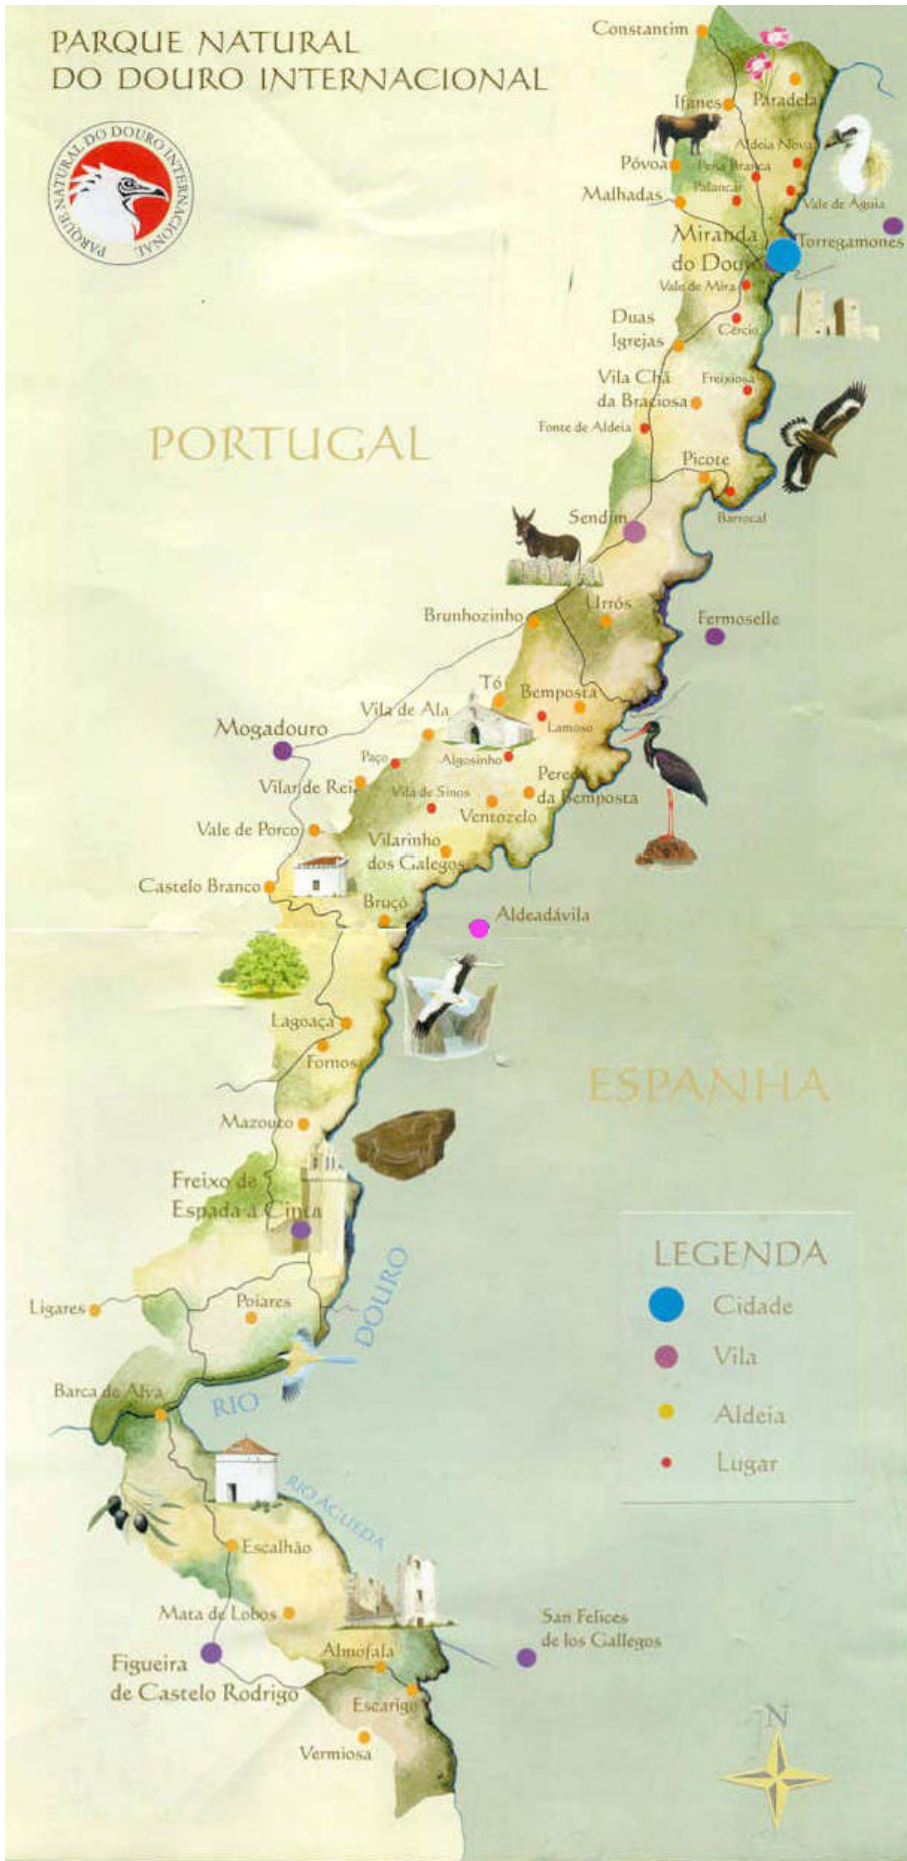 PARQUE NATURAL
DO DOURO INTERNACIONAL
PARQUE NATURAL DO DOURO INTERNACIONAL
PARQUE NATURAL
Constantim
Ifanes
Paradela
Aldeia Nova
Póvoa
Pena Branca
Malhadas
Palancar
Vale de Águia
Miranda
do Douro
Torregamones
Vale de Mira
Duas
Igrejas
Cércio
Vila Chã
da Braciosa
Freixiosa
Fonte de Aldeia
PORTUGAL
Picote
Sendim
Barrocal
Brunhozinho
Urrós
Fermoselle
Tó
Bemposta
Vila de Ala
Mogadouro
Lamoso
Paço
Algosinho
Vilar de Rei
Vila de Sinos
Peredo
da Bemposta
Ventozelo
Vale de Porco
Vilarinho
dos Galegos
Castelo Branco
Bruçó
Aldeadávila
Lagoaça
Fornos
ESPANHA
Mazouco
Freixo de
Espada à Cinta
LEGENDA
Cidade
Vila
Aldeia
Lugar
Ligares
Poiares
RIO DOURO
Barca de Alva
RIO ÁGUEDA
Escalhão
Mata de Lobos
San Felices
de los Gallegos
Almofala
Figueira
de Castelo Rodrigo
Escarigo
Vermiosa
N